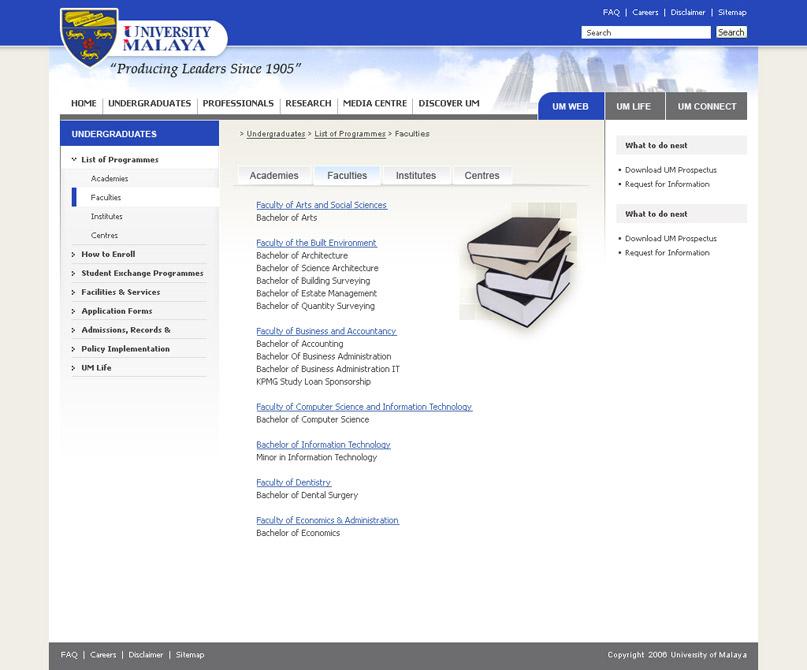 FAQ | Careers | Disclaimer | Sitemap
Search Search
UNIVERSITY
MALAYA
"Producing Leaders Since 1905"
HOME | UNDERGRADUATES | PROFESSIONALS | RESEARCH | MEDIA CENTRE | DISCOVER UM
UM WEB UM LIFE UM CONNECT
UNDERGRADUATES
List of Programmes
Academies
Faculties
Institutes
Centres
How to Enroll
Student Exchange Programmes
Facilities & Services
Application Forms
Admissions, Records &
Policy Implementation
UM Life
> Undergraduates > List of Programmes > Faculties
Academies Faculties Institutes Centres
Faculty of Arts and Social Sciences
Bachelor of Arts
Faculty of the Built Environment
Bachelor of Architecture
Bachelor of Science Architecture
Bachelor of Building Surveying
Bachelor of Estate Management
Bachelor of Quantity Surveying
Faculty of Business and Accountancy
Bachelor of Accounting
Bachelor Of Business Administration
Bachelor of Business Administration IT
KPMG Study Loan Sponsorship
Faculty of Computer Science and Information Technology
Bachelor of Computer Science
Bachelor of Information Technology
Minor in Information Technology
Faculty of Dentistry
Bachelor of Dental Surgery
Faculty of Economics & Administration
Bachelor of Economics
What to do next
• Download UM Prospectus
• Request for Information
What to do next
• Download UM Prospectus
• Request for Information
FAQ | Careers | Disclaimer | Sitemap
Copyright 2006 University of Malaya